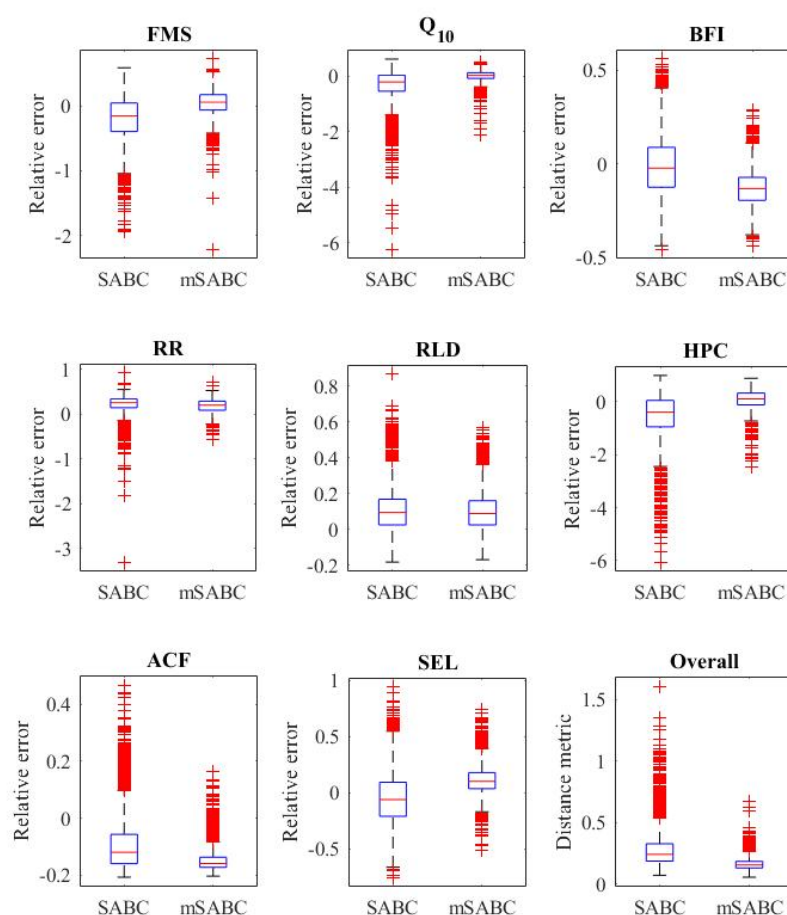 FMS
Relative error
0
-1
-2
SABC
mSABC
Q10
Relative error
0
-2
-4
-6
SABC
mSABC
BFI
Relative error
0.5
0
-0.5
SABC
mSABC
RR
Relative error
1
0
-1
-2
-3
SABC
mSABC
RLD
Relative error
0.8
0.6
0.4
0.2
0
-0.2
SABC
mSABC
HPC
Relative error
0
-2
-4
-6
SABC
mSABC
ACF
Relative error
0.4
0.2
0
-0.2
SABC
mSABC
SEL
Relative error
1
0.5
0
-0.5
SABC
mSABC
Overall
Distance metric
1.5
1
0.5
0
SABC
mSABC